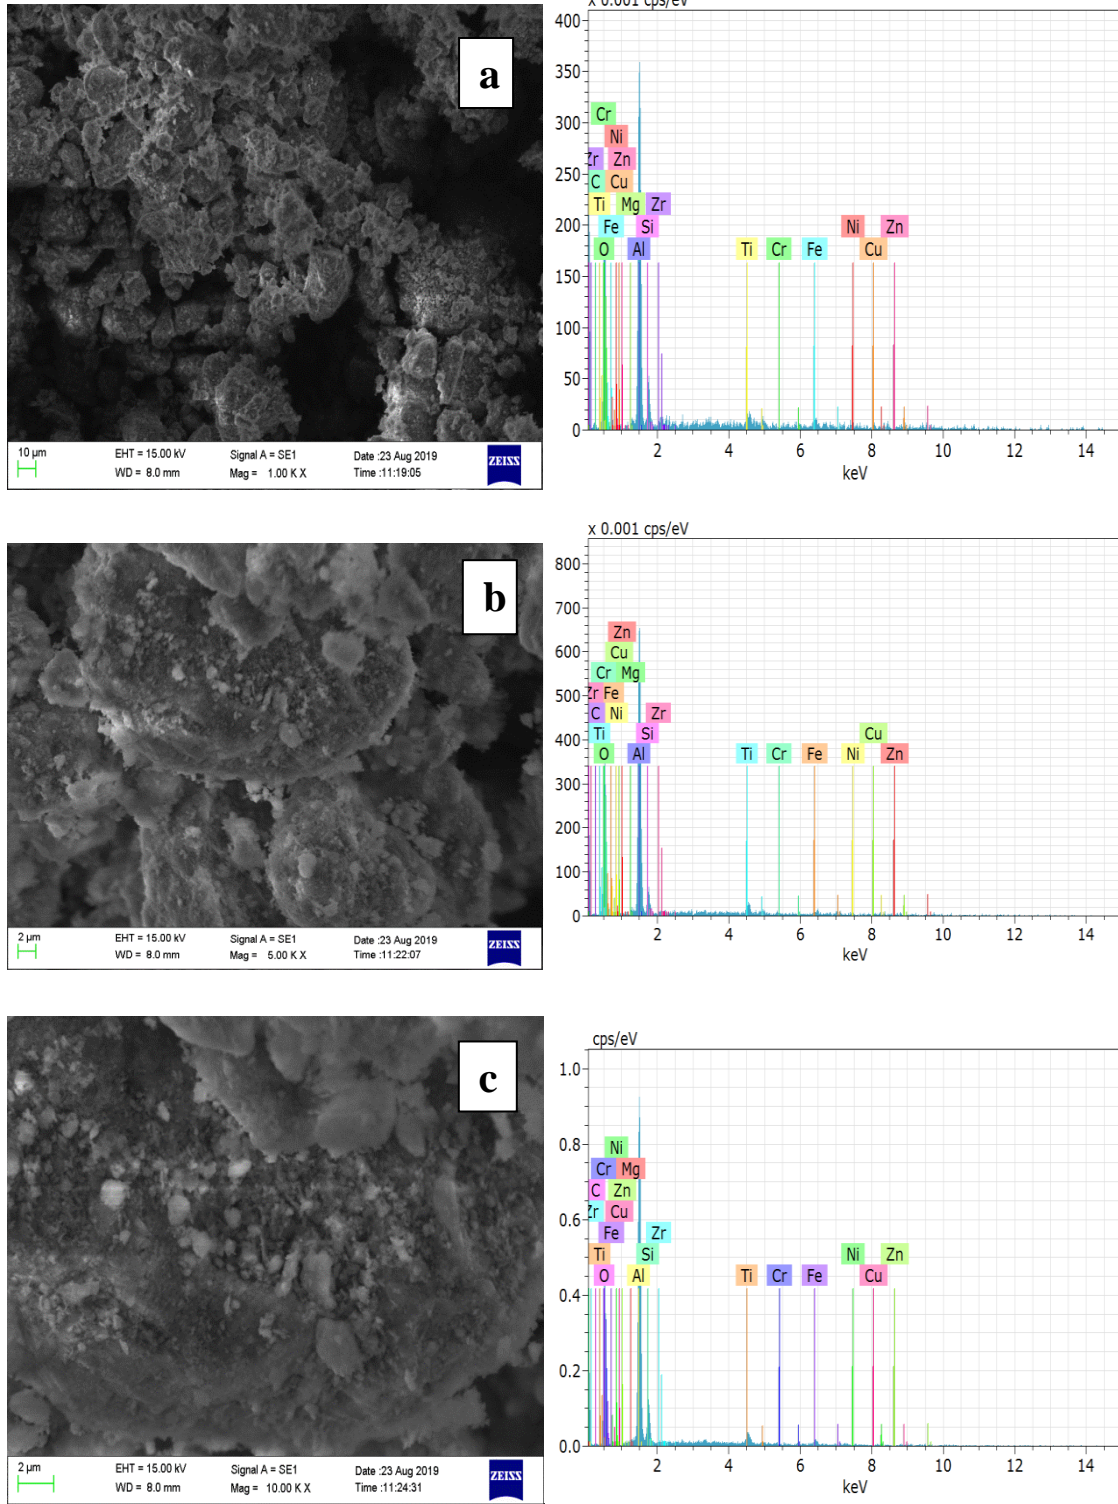 a
10 µm
EHT = 15.00 kV Signal A = SE1 Date :23 Aug 2019
WD = 8.0 mm Mag = 1.00 K X Time :11:19:05
ZEISS
x 0.001 cps/eV
400
350
300
250
200
150
100
50
0
Cr
Ni
Zr Zn
C Cu
Ti Mg Zr
Fe Si Ni Zn
O Al Ti Cr Fe Cu
2 4 6 8 10 12 14
keV
b
2 µm
EHT = 15.00 kV Signal A = SE1 Date :23 Aug 2019
WD = 8.0 mm Mag = 5.00 K X Time :11:22:07
ZEISS
x 0.001 cps/eV
800
700
600
500
400
300
200
100
0
Zn
Cu
Cr Mg
Zr Fe
C Ni Zr
Ti Si Cu
O Al Ti Cr Fe Ni Zn
2 4 6 8 10 12 14
keV
c
2 µm
EHT = 15.00 kV Signal A = SE1 Date :23 Aug 2019
WD = 8.0 mm Mag = 10.00 K X Time :11:24:31
ZEISS
cps/eV
1.0
0.8
0.6
0.4
0.2
0.0
Ni
Cr Mg
C Zn
Zr Cu
Fe Zr
Ti Si Ni Zn
O Al Ti Cr Fe Cu
2 4 6 8 10 12 14
keV